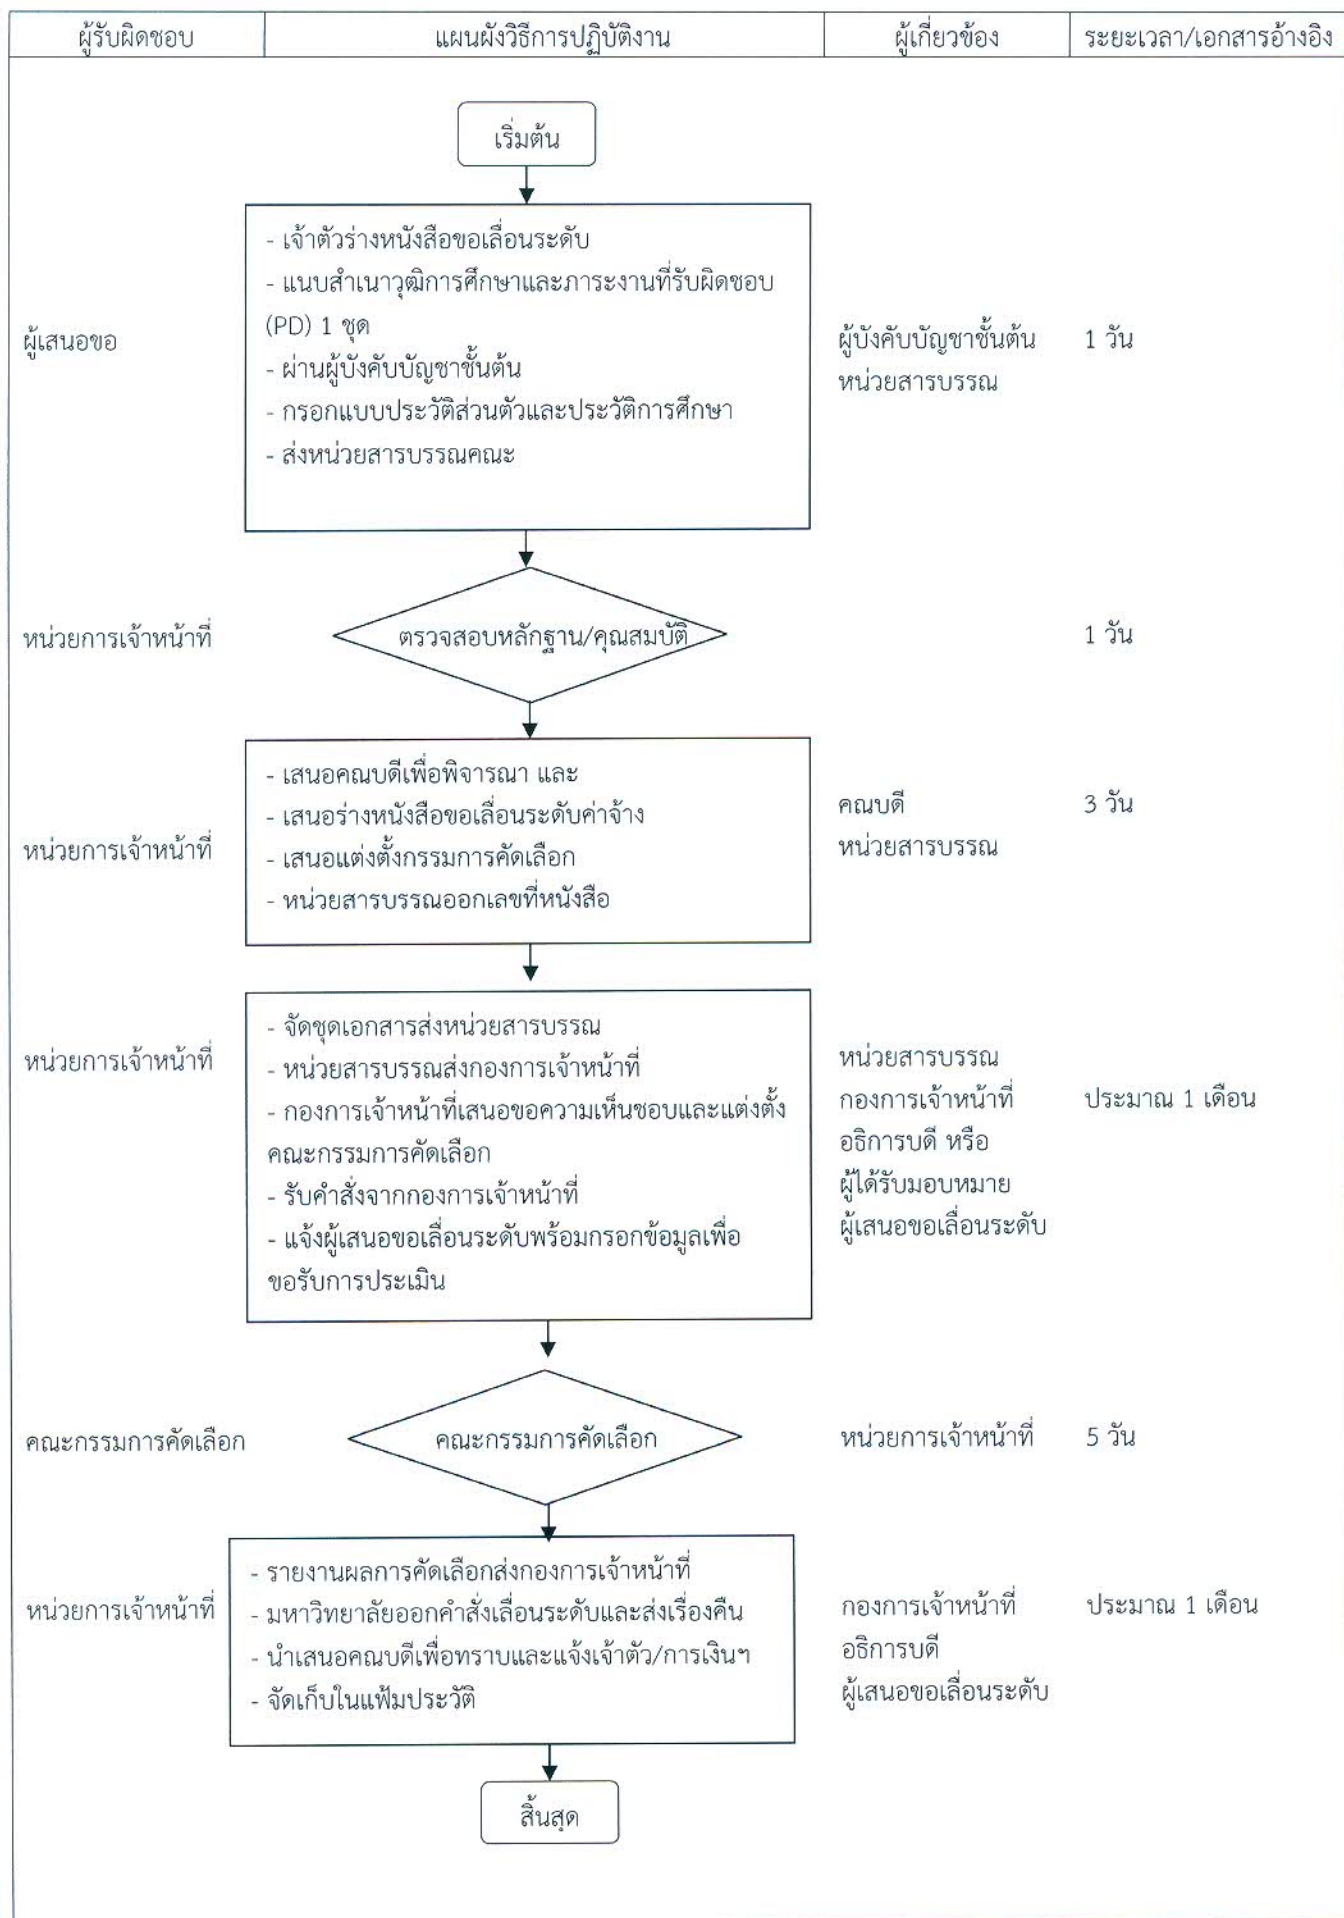 ผู้รับผิดชอบ แผนผังวิธีการปฏิบัติงาน ผู้เกี่ยวข้อง ระยะเวลา/เอกสารอ้างอิง
เริ่มต้น
- เจ้าตัวร่างหนังสือขอเลื่อนระดับ
- แนบสำเนาวุฒิการศึกษาและภาระงานที่รับผิดชอบ
(PD) 1 ชุด
- ผ่านผู้บังคับบัญชาชั้นต้น
- กรอกแบบประวัติส่วนตัวและประวัติการศึกษา
- ส่งหน่วยสารบรรณคณะ
ผู้เสนอขอ
ผู้บังคับบัญชาชั้นต้น
หน่วยสารบรรณ
1 วัน
หน่วยการเจ้าหน้าที่
ตรวจสอบหลักฐาน/คุณสมบัติ
1 วัน
หน่วยการเจ้าหน้าที่
- เสนอคณบดีเพื่อพิจารณา และ
- เสนอร่างหนังสือขอเลื่อนระดับค่าจ้าง
- เสนอแต่งตั้งกรรมการคัดเลือก
- หน่วยสารบรรณออกเลขที่หนังสือ
คณบดี
หน่วยสารบรรณ
3 วัน
หน่วยการเจ้าหน้าที่
- จัดชุดเอกสารส่งหน่วยสารบรรณ
- หน่วยสารบรรณส่งกองการเจ้าหน้าที่
- กองการเจ้าหน้าที่เสนอขอความเห็นชอบและแต่งตั้ง
คณะกรรมการคัดเลือก
- รับคำสั่งจากกองการเจ้าหน้าที่
- แจ้งผู้เสนอขอเลื่อนระดับพร้อมกรอกข้อมูลเพื่อ
ขอรับการประเมิน
หน่วยสารบรรณ
กองการเจ้าหน้าที่
อธิการบดี หรือ
ผู้ได้รับมอบหมาย
ผู้เสนอขอเลื่อนระดับ
ประมาณ 1 เดือน
คณะกรรมการคัดเลือก
คณะกรรมการคัดเลือก
หน่วยการเจ้าหน้าที่
5 วัน
หน่วยการเจ้าหน้าที่
- รายงานผลการคัดเลือกส่งกองการเจ้าหน้าที่
- มหาวิทยาลัยออกคำสั่งเลื่อนระดับและส่งเรื่องคืน
- นำเสนอคณบดีเพื่อทราบและแจ้งเจ้าตัว/การเงินฯ
- จัดเก็บในแฟ้มประวัติ
กองการเจ้าหน้าที่
อธิการบดี
ผู้เสนอขอเลื่อนระดับ
ประมาณ 1 เดือน
สิ้นสุด